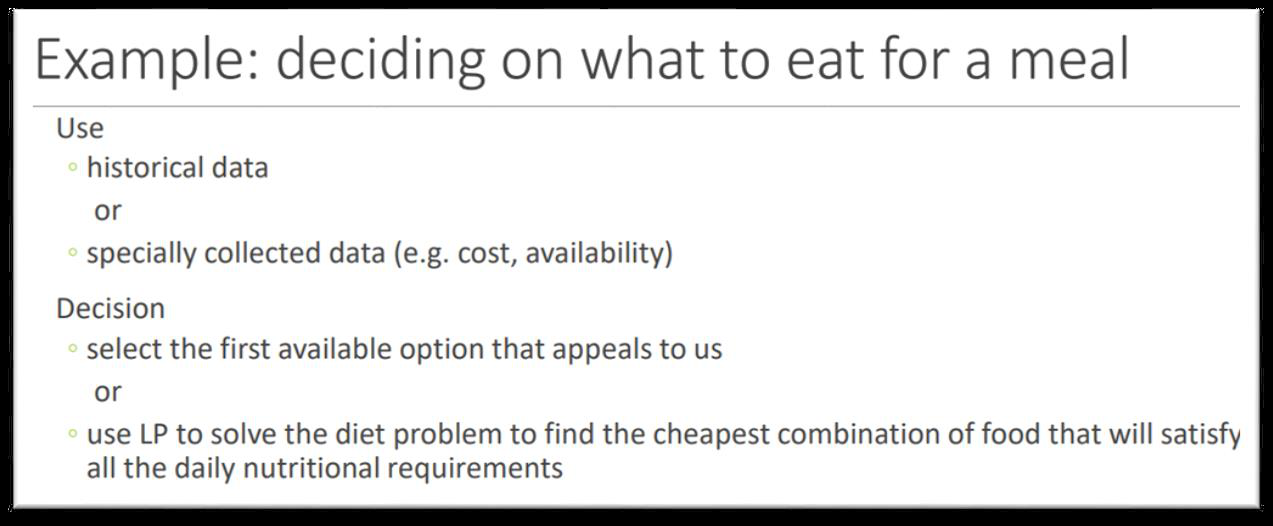 Example: deciding on what to eat for a meal
Use
◦ historical data
or
◦ specially collected data (e.g. cost, availability)
Decision
◦ select the first available option that appeals to us
or
◦ use LP to solve the diet problem to find the cheapest combination of food that will satisfy
all the daily nutritional requirements